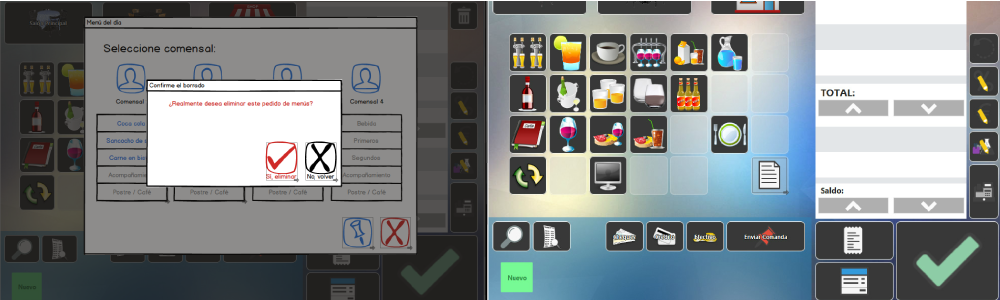 Menú del día
Seleccione comensal:
Comensal
Comensal 4
Confirme el borrado
¿Realmente desea eliminar este pedido de menús?
Sí, eliminar
No, volver
Coca cola
Bebida
Primeros
Segundos
Acompañamiento
Acompañamiento
Postre / Café
Postre / Café
Postre / Café
Postre / Café
Nuevo
TOTAL:
Saldo:
Enviar Comanda
Nuevo